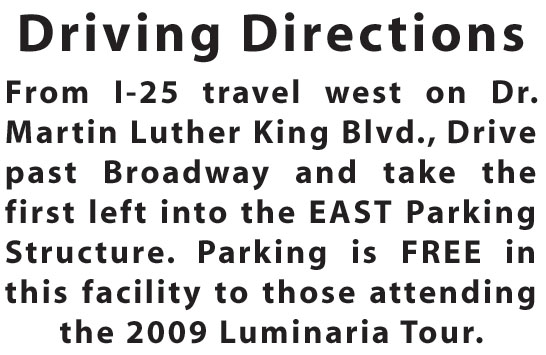 Driving Directions
From I-25 travel west on Dr.
Martin Luther King Blvd., Drive
past Broadway and take the
first left into the EAST Parking
Structure. Parking is FREE in
this facility to those attending
the 2009 Luminaria Tour.